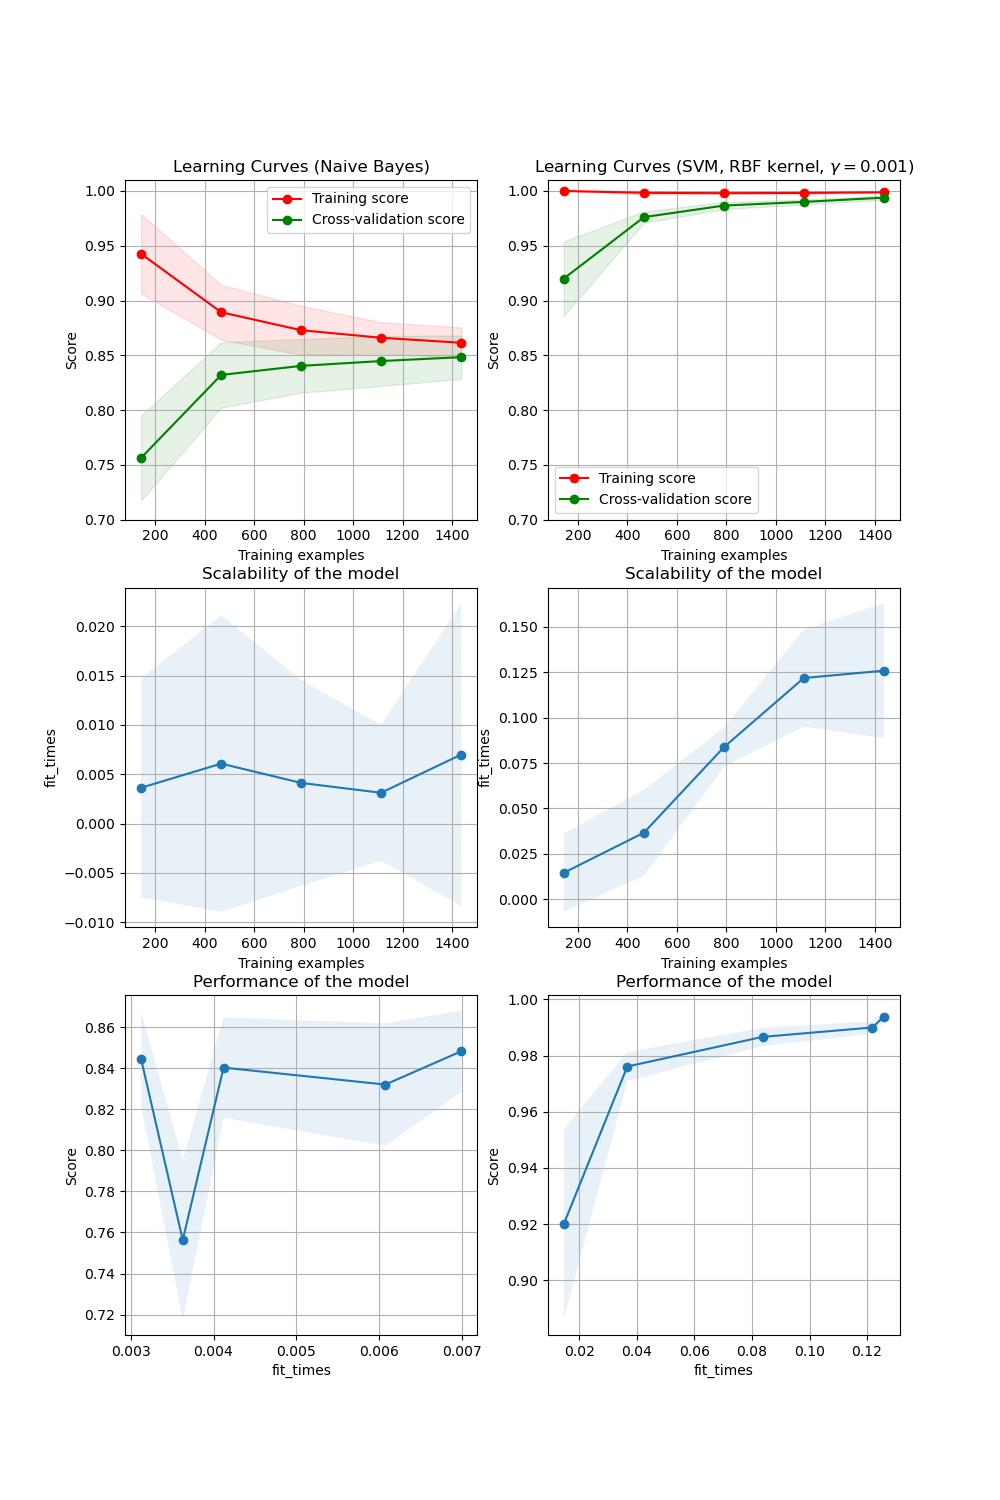 Learning Curves (Naive Bayes)
Learning Curves (SVM, RBF kernel, γ = 0.001)
1.00
0.95
0.90
0.85
0.80
0.75
0.70
Score
Training score
Cross-validation score
200 400 600 800 1000 1200 1400
Training examples
1.00
0.95
0.90
0.85
0.80
0.75
0.70
Score
Training score
Cross-validation score
200 400 600 800 1000 1200 1400
Training examples
Scalability of the model
0.020
0.015
0.010
0.005
0.000
−0.005
−0.010
fit_times
200 400 600 800 1000 1200 1400
Training examples
Scalability of the model
0.150
0.125
0.100
0.075
0.050
0.025
0.000
fit_times
200 400 600 800 1000 1200 1400
Training examples
Performance of the model
0.86
0.84
0.82
0.80
0.78
0.76
0.74
0.72
Score
0.003 0.004 0.005 0.006 0.007
fit_times
Performance of the model
1.00
0.98
0.96
0.94
0.92
0.90
Score
0.02 0.04 0.06 0.08 0.10 0.12
fit_times